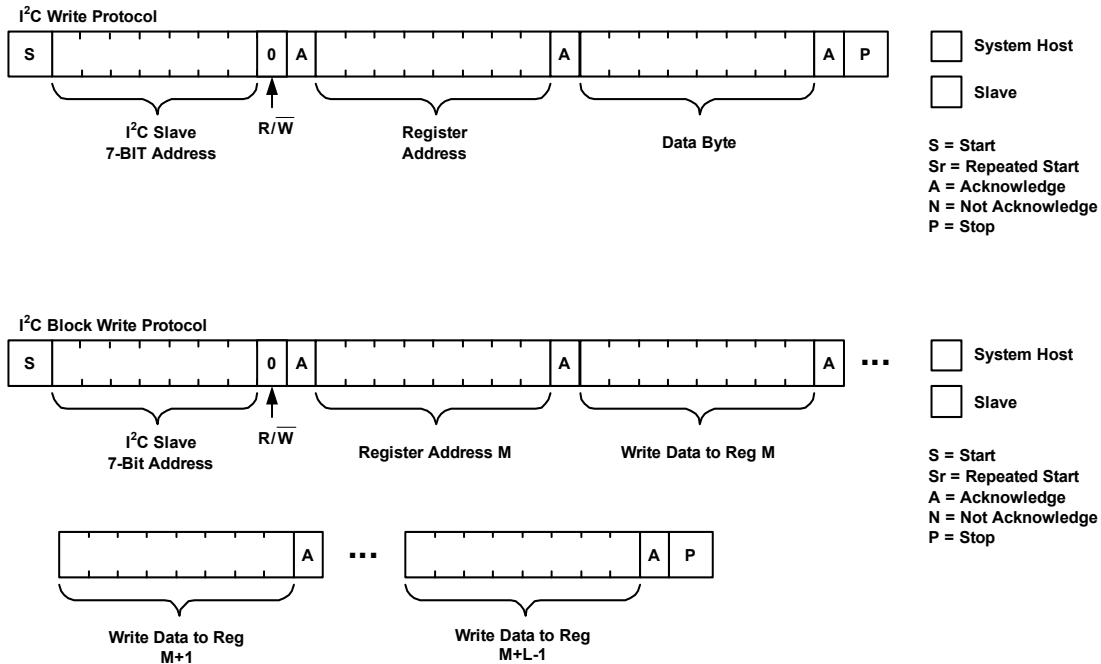 I²C Write Protocol
S 0 A A A P
I²C Slave
7-BIT Address
R/W̅
Register
Address
Data Byte
System Host
Slave
S = Start
Sr = Repeated Start
A = Acknowledge
N = Not Acknowledge
P = Stop
I²C Block Write Protocol
S 0 A A A ...
I²C Slave
7-Bit Address
R/W̅
Register Address M
Write Data to Reg M
System Host
Slave
S = Start
Sr = Repeated Start
A = Acknowledge
N = Not Acknowledge
P = Stop
A ... A P
Write Data to Reg
M+1
Write Data to Reg
M+L-1